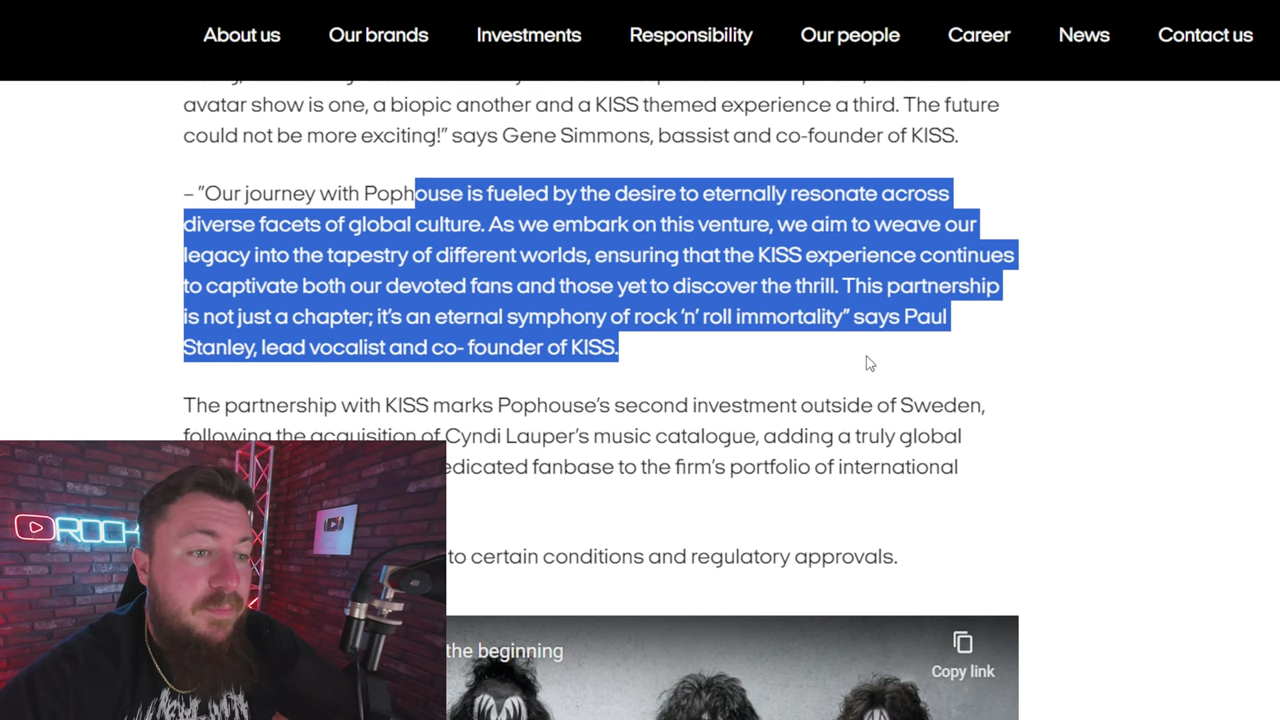 About us Our brands Investments Responsibility Our people Career News Contact us
avatar show is one, a biopic another and a KISS themed experience a third. The future
could not be more exciting!” says Gene Simmons, bassist and co-founder of KISS.
– ”Our journey with Pophouse is fueled by the desire to eternally resonate across
diverse facets of global culture. As we embark on this venture, we aim to weave our
legacy into the tapestry of different worlds, ensuring that the KISS experience continues
to captivate both our devoted fans and those yet to discover the thrill. This partnership
is not just a chapter; it’s an eternal symphony of rock ‘n’ roll immortality” says Paul
Stanley, lead vocalist and co- founder of KISS.
The partnership with KISS marks Pophouse’s second investment outside of Sweden,
following the acquisition of Cyndi Lauper’s music catalogue, adding a truly global
edicated fanbase to the firm’s portfolio of international
to certain conditions and regulatory approvals.
ROCK
the beginning
Copy link